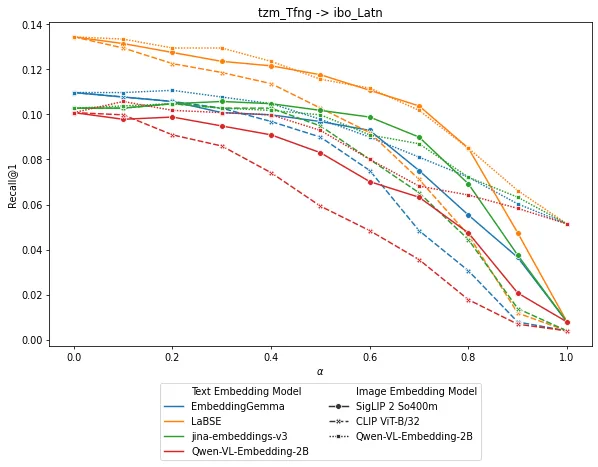 tzm_Tfng -> ibo_Latn
Recall@1
0.14
0.12
0.10
0.08
0.06
0.04
0.02
0.00
0.0 0.2 0.4 0.6 0.8 1.0
α
Text Embedding Model Image Embedding Model
EmbeddingGemma SigLIP 2 So400m
LaBSE CLIP ViT-B/32
jina-embeddings-v3 Qwen-VL-Embedding-2B
Qwen-VL-Embedding-2B